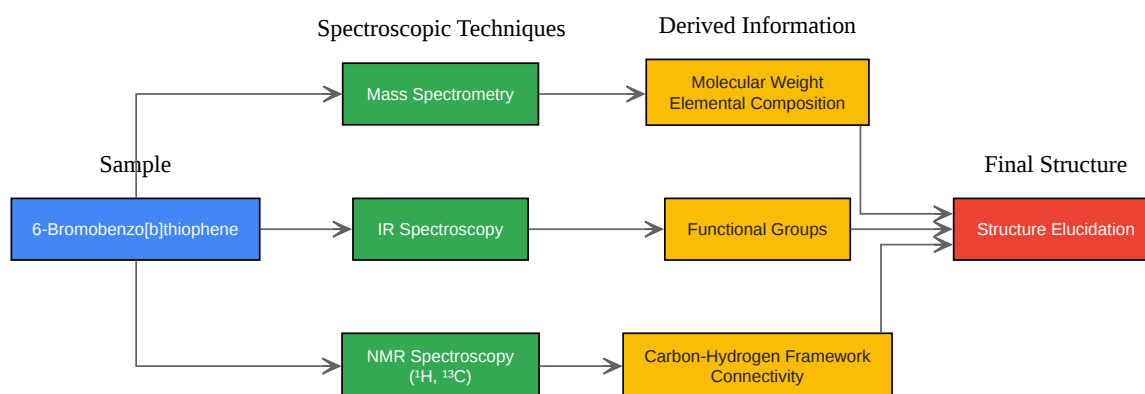 Spectroscopic Techniques
Derived Information
Mass Spectrometry
Molecular Weight
Elemental Composition
Sample
Final Structure
6-Bromobenzo[b]thiophene
IR Spectroscopy
Functional Groups
Structure Elucidation
NMR Spectroscopy
(¹H, ¹³C)
Carbon-Hydrogen Framework
Connectivity